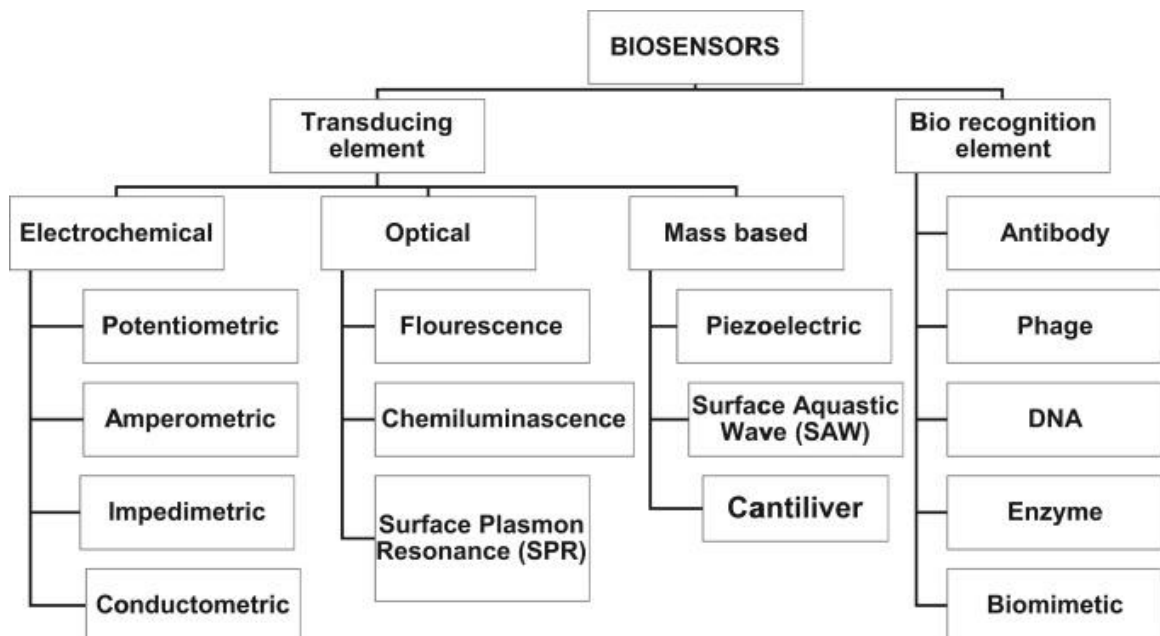 BIOSENSORS
Transducing
element
Bio recognition
element
Electrochemical
Optical
Mass based
Potentiometric
Amperometric
Impedimetric
Conductometric
Flourescence
Chemiluminascence
Surface Plasmon
Resonance (SPR)
Piezoelectric
Surface Aquastic
Wave (SAW)
Cantiliver
Antibody
Phage
DNA
Enzyme
Biomimetic